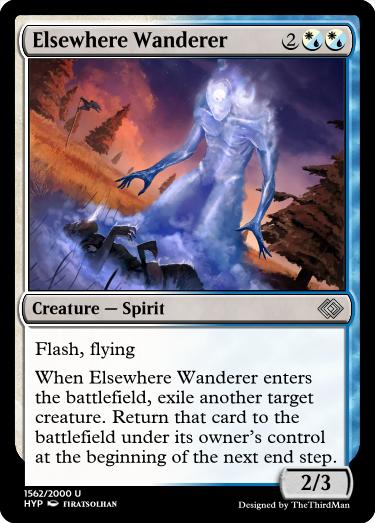 Elsewhere Wanderer 2
Creature — Spirit
Flash, flying
When Elsewhere Wanderer enters
the battlefield, exile another target
creature. Return that card to the
battlefield under its owner's control
at the beginning of the next end step.
2/3
1562/2000 U
HYP FIRATSOLHAN
Designed by TheThirdMan